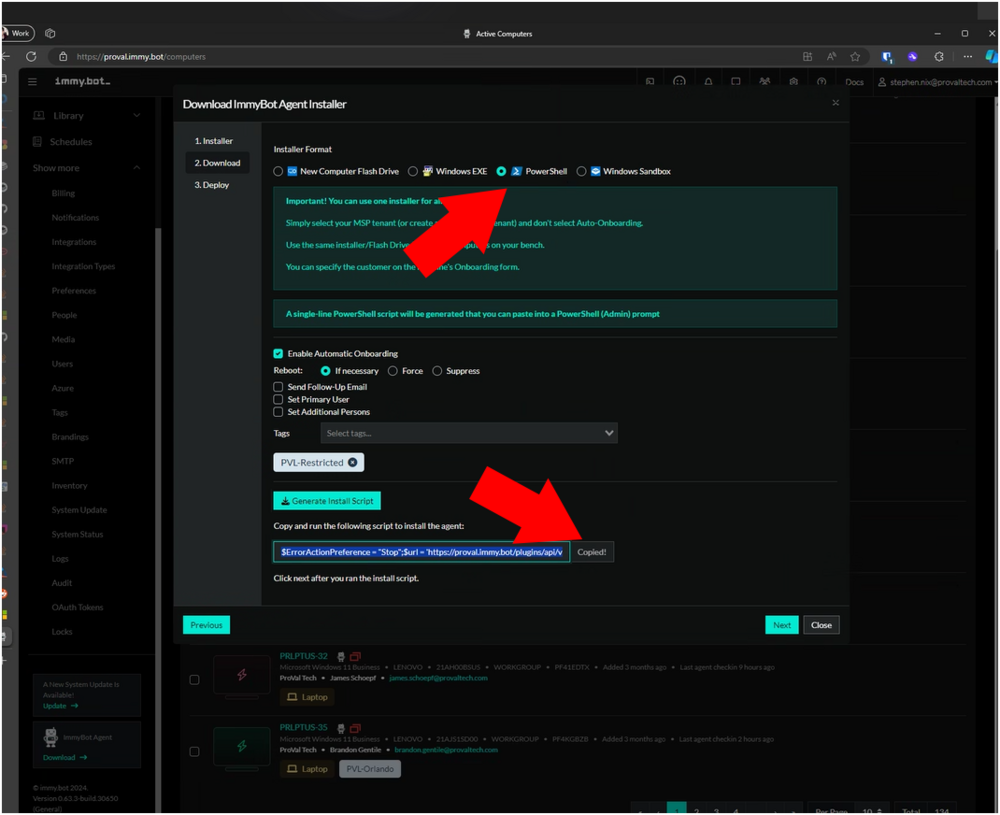 Work
Active Computers
https://proval.immy.bot/computers
immy.bot
Docs
stephen.nix@provaltech.com
Library
Schedules
Show more
Billing
Notifications
Integrations
Integration Types
Preferences
People
Media
Users
Azure
Tags
Brandings
SMTP
Inventory
System Update
System Status
Logs
Audit
OAuth Tokens
Locks
A New System Update Is
Available!
Update →
ImmyBot Agent
Download →
© immy.bot 2024.
Version 0.63.3-build.30650
(General)
Download ImmyBot Agent Installer
1. Installer
2. Download
3. Deploy
Installer Format
New Computer Flash Drive Windows EXE PowerShell Windows Sandbox
Important! You can use one installer for
Simply select your MSP tenant (or create tenant) and don't select Auto-Onboarding.
Use the same installer/Flash Drive on your bench.
You can specify the customer on the Onboarding form.
A single-line PowerShell script will be generated that you can paste into a PowerShell (Admin) prompt
Enable Automatic Onboarding
Reboot: If necessary Force Suppress
Send Follow-Up Email
Set Primary User
Set Additional Persons
Tags Select tags...
PVL-Restricted
Generate Install Script
Copy and run the following script to install the agent:
$ErrorActionPreference = "Stop";$url = 'https://proval.immy.bot/plugins/api/v Copied!
Click next after you ran the install script.
Previous Next Close
PRLPTUS-32
Microsoft Windows 11 Business • LENOVO • 21AH00BSUS • WORKGROUP • PF41EDTX • Added 3 months ago • Last agent checkin 9 hours ago
ProVal Tech • James Schoepf • james.schoepf@provaltech.com
Laptop
PRLPTUS-35
Microsoft Windows 11 Business • LENOVO • 21AJS1SD00 • WORKGROUP • PF4KGBZB • Added 3 months ago • Last agent checkin 2 hours ago
ProVal Tech • Brandon Gentile • brandon.gentile@provaltech.com
Laptop PVL-Orlando
1 2 3 4 Per Page 10 Total 134